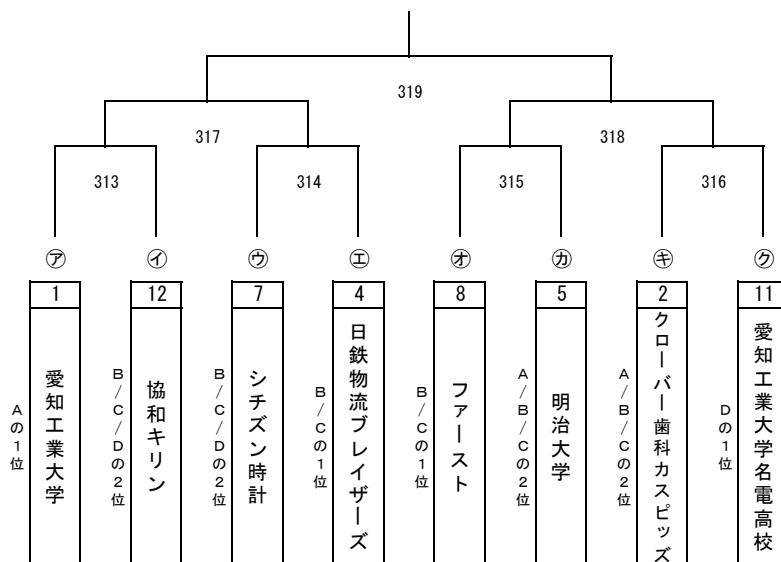 319
317
318
313
314
315
316
㋐
㋑
㋒
㋓
㋔
㋕
㋖
㋗
1
12
7
4
8
5
2
11
Aの1位
愛知工業大学
B/C/Dの2位
協和キリン
B/C/Dの2位
シチズン時計
B/Cの1位
日鉄物流ブレイザーズ
B/Cの1位
ファースト
A/B/Cの2位
明治大学
A/B/Cの2位
クローバー歯科カスピッズ
Dの1位
愛知工業大学名電高校